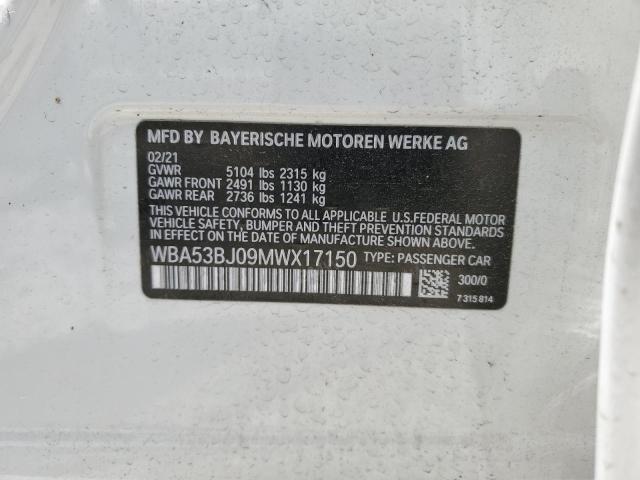 MFD BY BAYERISCHE MOTOREN WERKE AG
02/21
GVWR 5104 lbs 2315 kg
GAWR FRONT 2491 lbs 1130 kg
GAWR REAR 2736 lbs 1241 kg
THIS VEHICLE CONFORMS TO ALL APPLICABLE U.S.FEDERAL MOTOR
VEHICLE SAFETY, BUMPER, AND THEFT PREVENTION STANDARDS
IN EFFECT ON THE DATE OF MANUFACTURE SHOWN ABOVE.
WBA53BJ09MWX17150 TYPE: PASSENGER CAR
300/0
7 315 814